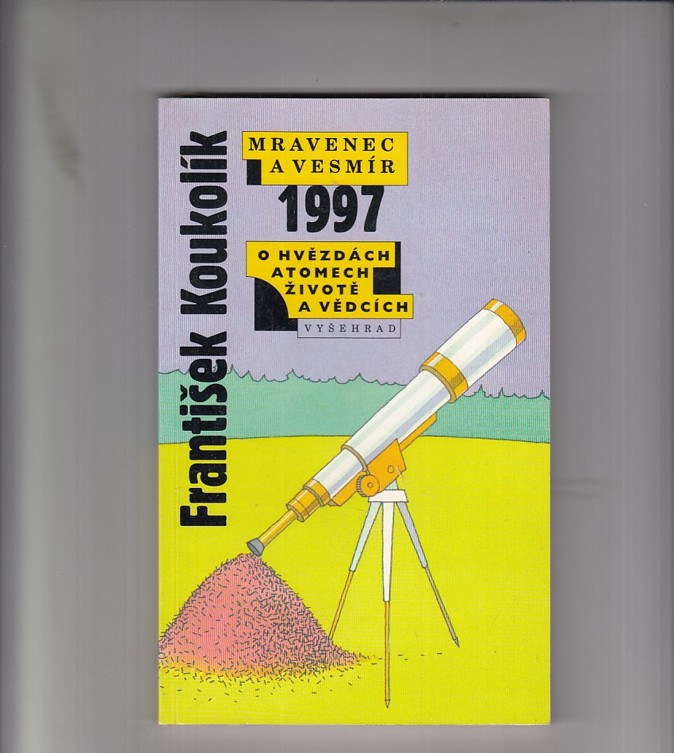 František Koukolík
MRAVENEC
A VESMÍR
1997
O HVĚZDÁCH
ATOMECH
ŽIVOTĚ
A VĚDCÍCH
VYŠEHRAD